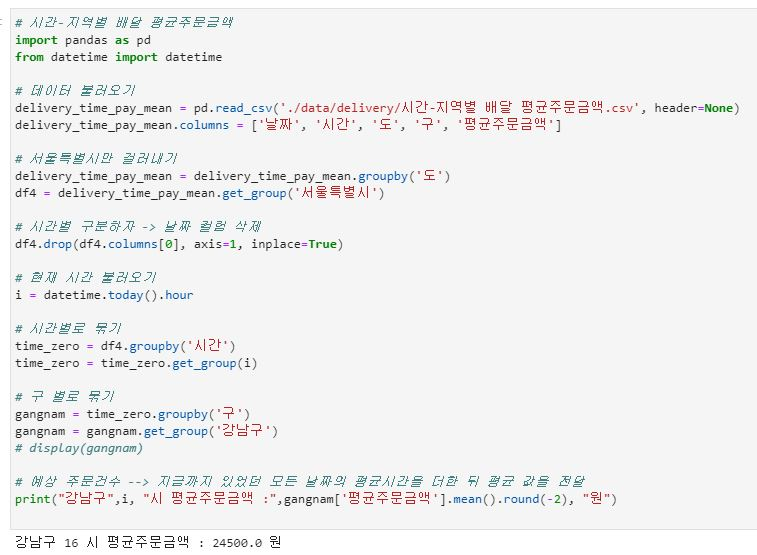 # 시간-지역별 배달 평균주문금액
import pandas as pd
from datetime import datetime
# 데이터 불러오기
delivery_time_pay_mean = pd.read_csv('./data/delivery/시간-지역별 배달 평균주문금액.csv', header=None)
delivery_time_pay_mean.columns = ['날짜', '시간', '도', '구', '평균주문금액']
# 서울특별시만 걸러내기
delivery_time_pay_mean = delivery_time_pay_mean.groupby('도')
df4 = delivery_time_pay_mean.get_group('서울특별시')
# 시간별 구분하자 -> 날짜 컬럼 삭제
df4.drop(df4.columns[0], axis=1, inplace=True)
# 현재 시간 불러오기
i = datetime.today().hour
# 시간별로 묶기
time_zero = df4.groupby('시간')
time_zero = time_zero.get_group(i)
# 구 별로 묶기
gangnam = time_zero.groupby('구')
gangnam = gangnam.get_group('강남구')
# display(gangnam)
# 예상 주문건수 --> 지금까지 있었던 모든 날짜의 평균시간을 더한 뒤 평균 값을 전달
print("강남구",i, "시 평균주문금액 :",gangnam['평균주문금액'].mean().round(-2), "원")
강남구 16 시 평균주문금액 : 24500.0 원